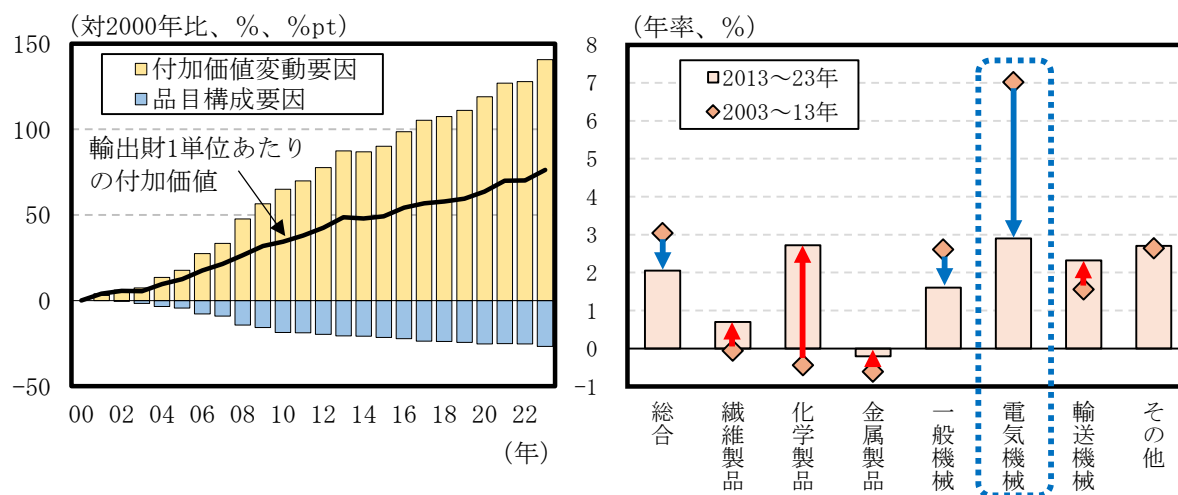 (対2000年比、%、%pt)
150
100
50
0
-50
付加価値変動要因
品目構成要因
輸出財1単位あたり
の付加価値
00 02 04 06 08 10 12 14 16 18 20 22
(年)
(年率、%)
8
7
6
5
4
3
2
1
0
-1
2013～23年
2003～13年
総合
繊維製品
化学製品
金属製品
一般機械
電気機械
輸送機械
その他